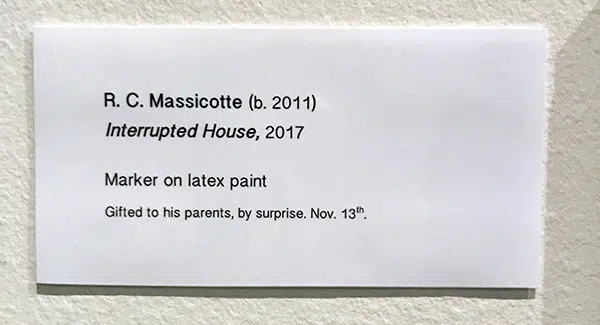 R. C. Massicotte (b. 2011)
Interrupted House, 2017
Marker on latex paint
Gifted to his parents, by surprise. Nov. 13th.